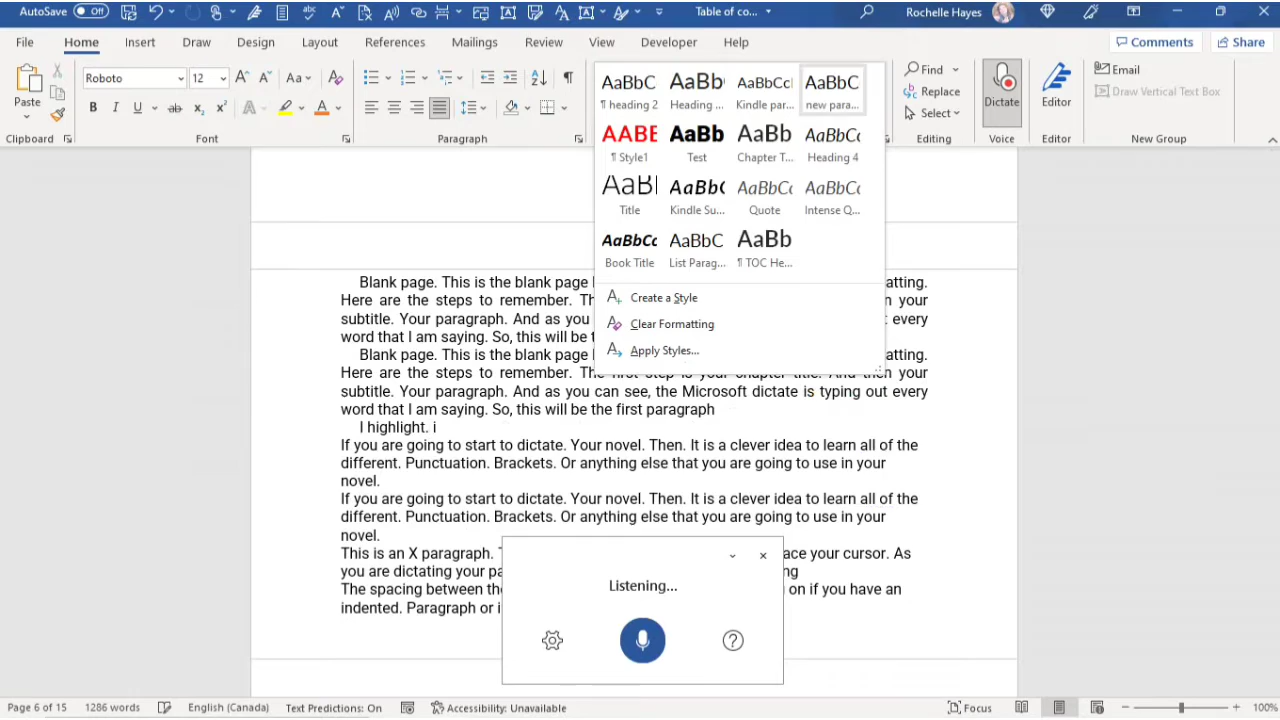 AutoSave Off Table of co... Rochelle Hayes
File Home Insert Draw Design Layout References Mailings Review View Developer Help Comments Share
Paste
Roboto 12 Aa
B I U ab x₂ x² A A
Clipboard Font Paragraph
AaBbC AaBb AaBbCcI AaBbC
¶ heading 2 Heading ... Kindle par... new para...
AABE AaBb AaBb AaBbCc
¶ Style1 Test Chapter T... Heading 4
AaBl AaBbC AaBbCc AaBbCc
Title Kindle Su... Quote Intense Q...
AaBbCc AaBbC AaBb
Book Title List Parag... ¶ TOC He...
Create a Style
Clear Formatting
Apply Styles...
Find
Replace
Select
Editing
Dictate
Voice
Editor
Editor
Email
Draw Vertical Text Box
New Group
Blank page. This is the blank page atting.
Here are the steps to remember. Th n your
subtitle. Your paragraph. And as you t every
word that I am saying. So, this will be t
Blank page. This is the blank page atting.
Here are the steps to remember. The first step is your chapter title. And then your
subtitle. Your paragraph. And as you can see, the Microsoft dictate is typing out every
word that I am saying. So, this will be the first paragraph
I highlight. i
If you are going to start to dictate. Your novel. Then. It is a clever idea to learn all of the
different. Punctuation. Brackets. Or anything else that you are going to use in your
novel.
If you are going to start to dictate. Your novel. Then. It is a clever idea to learn all of the
different. Punctuation. Brackets. Or anything else that you are going to use in your
novel.
This is an X paragraph. ace your cursor. As
you are dictating your pa ng
The spacing between the on if you have an
indented. Paragraph or i
Listening...
Page 6 of 15 1286 words English (Canada) Text Predictions: On Accessibility: Unavailable Focus 100%